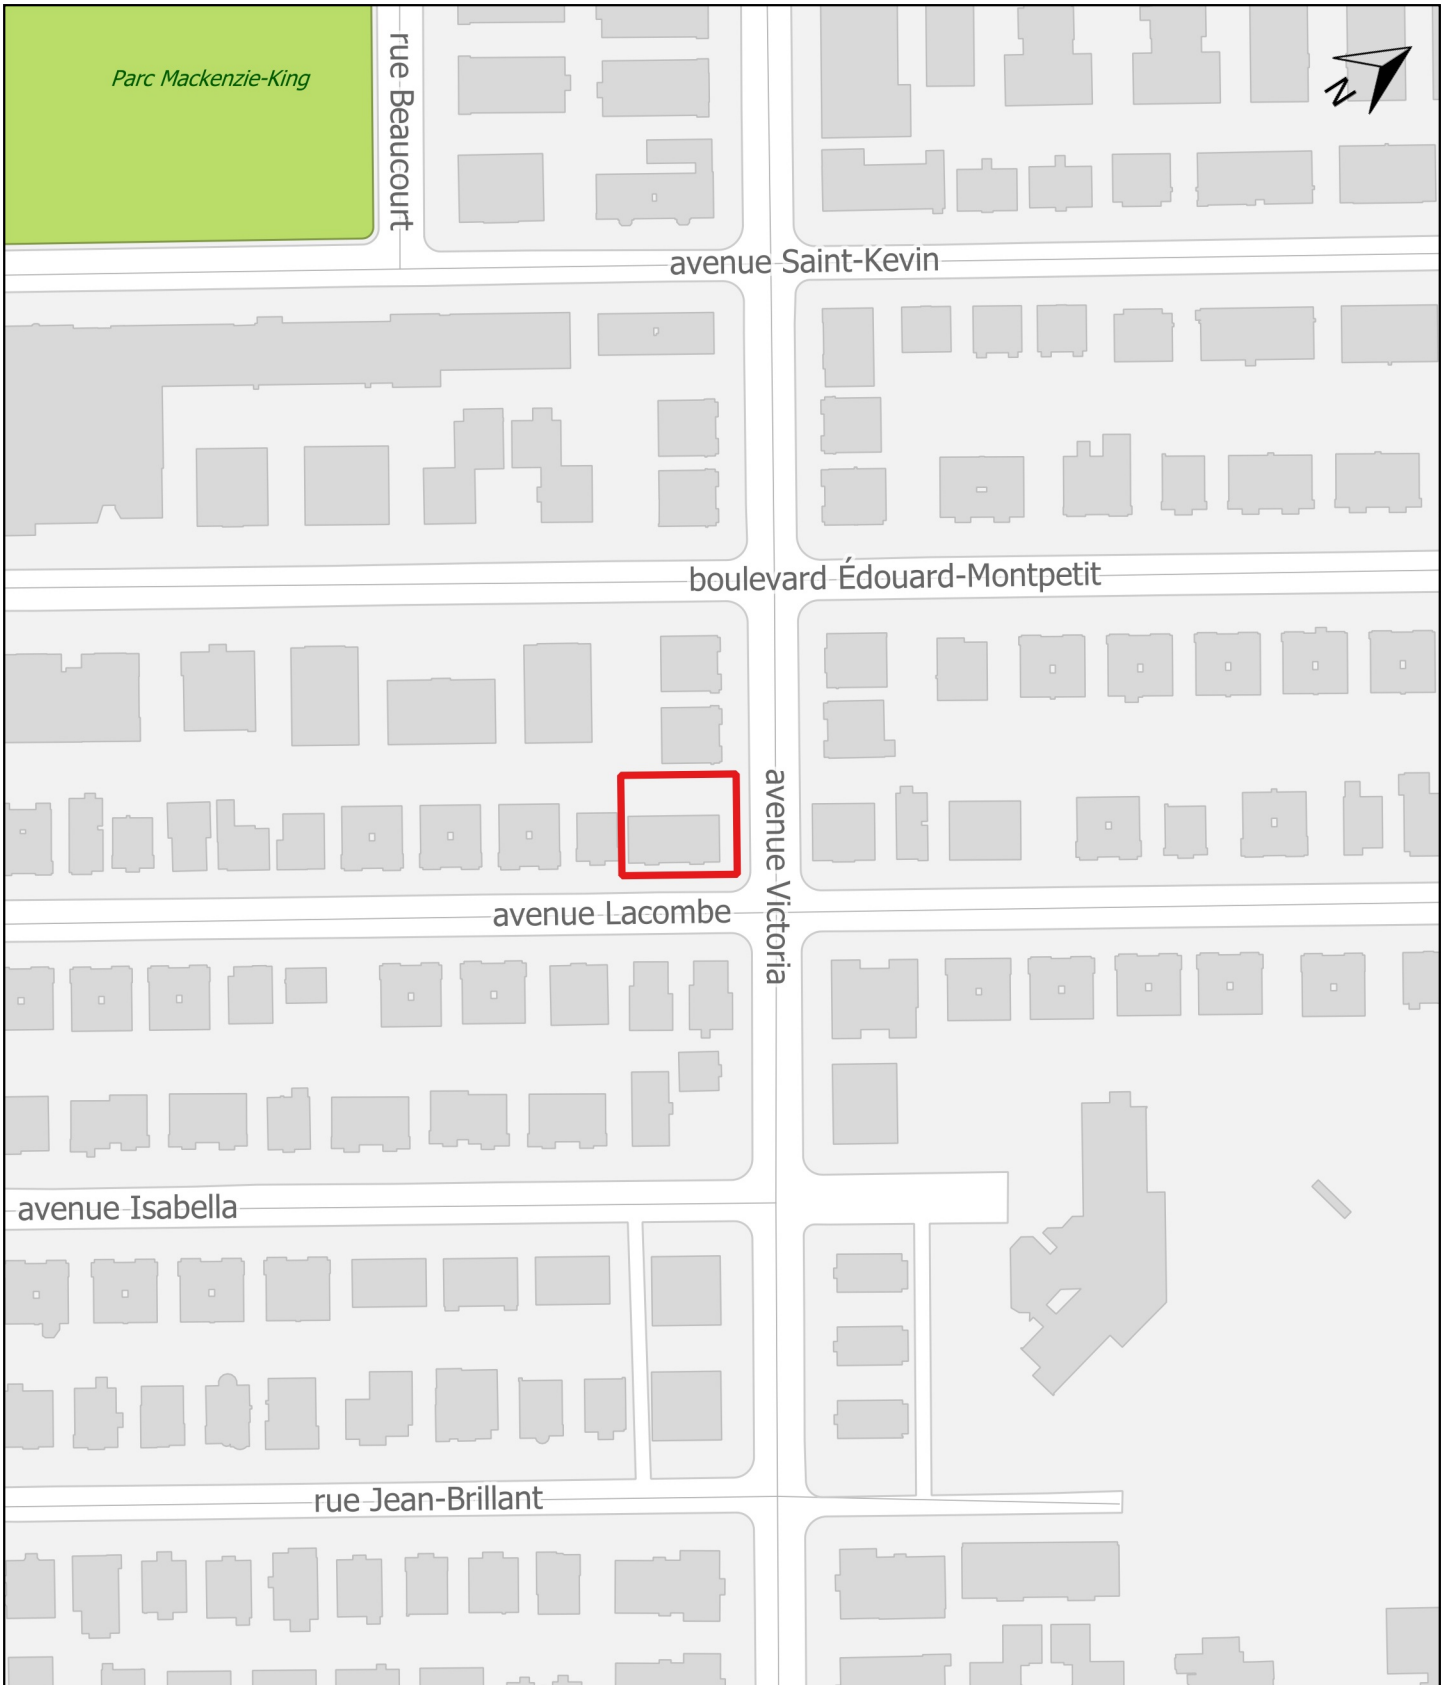 rue Beaucourt
Parc Mackenzie-King
N
avenue Saint-Kevin
boulevard Édouard-Montpetit
avenue Victoria
avenue Lacombe
avenue Isabella
rue Jean-Brillant